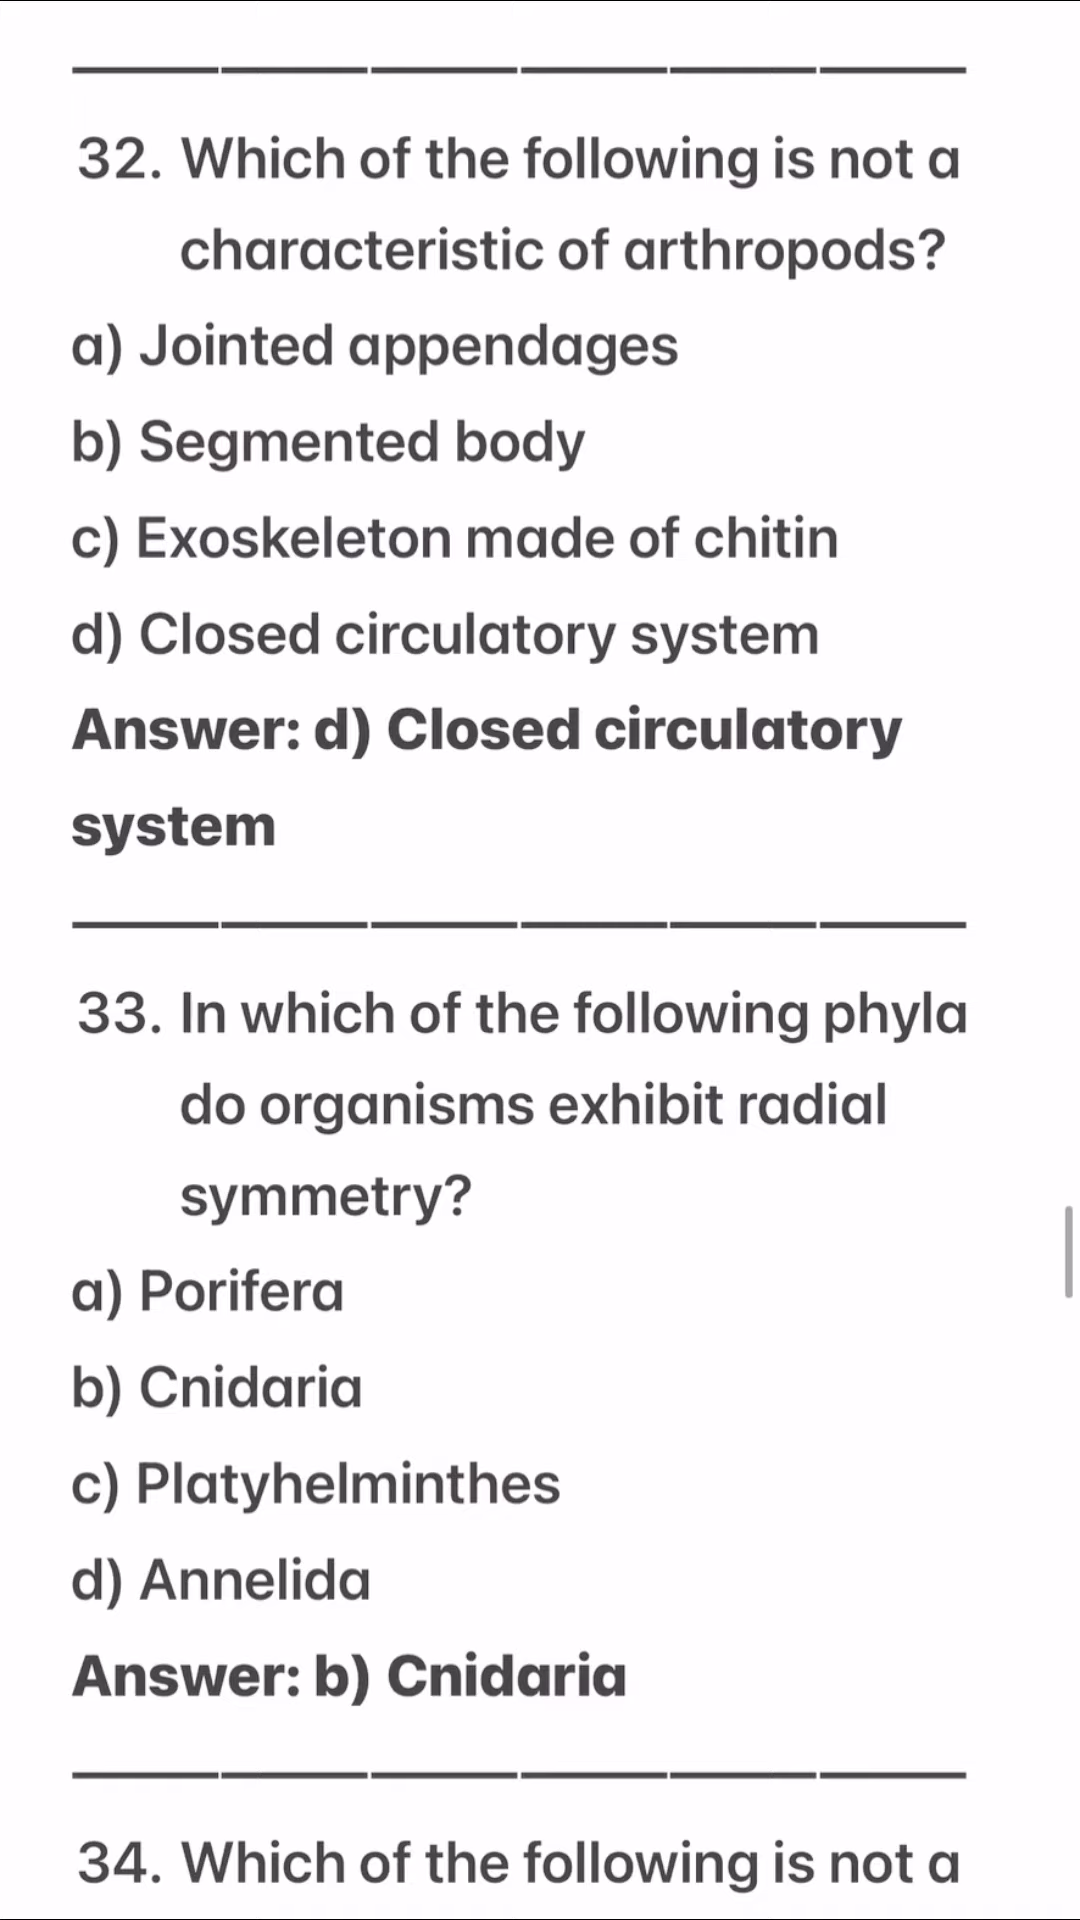 32. Which of the following is not a
characteristic of arthropods?
a) Jointed appendages
b) Segmented body
c) Exoskeleton made of chitin
d) Closed circulatory system
Answer: d) Closed circulatory
system
33. In which of the following phyla
do organisms exhibit radial
symmetry?
a) Porifera
b) Cnidaria
c) Platyhelminthes
d) Annelida
Answer: b) Cnidaria
34. Which of the following is not a